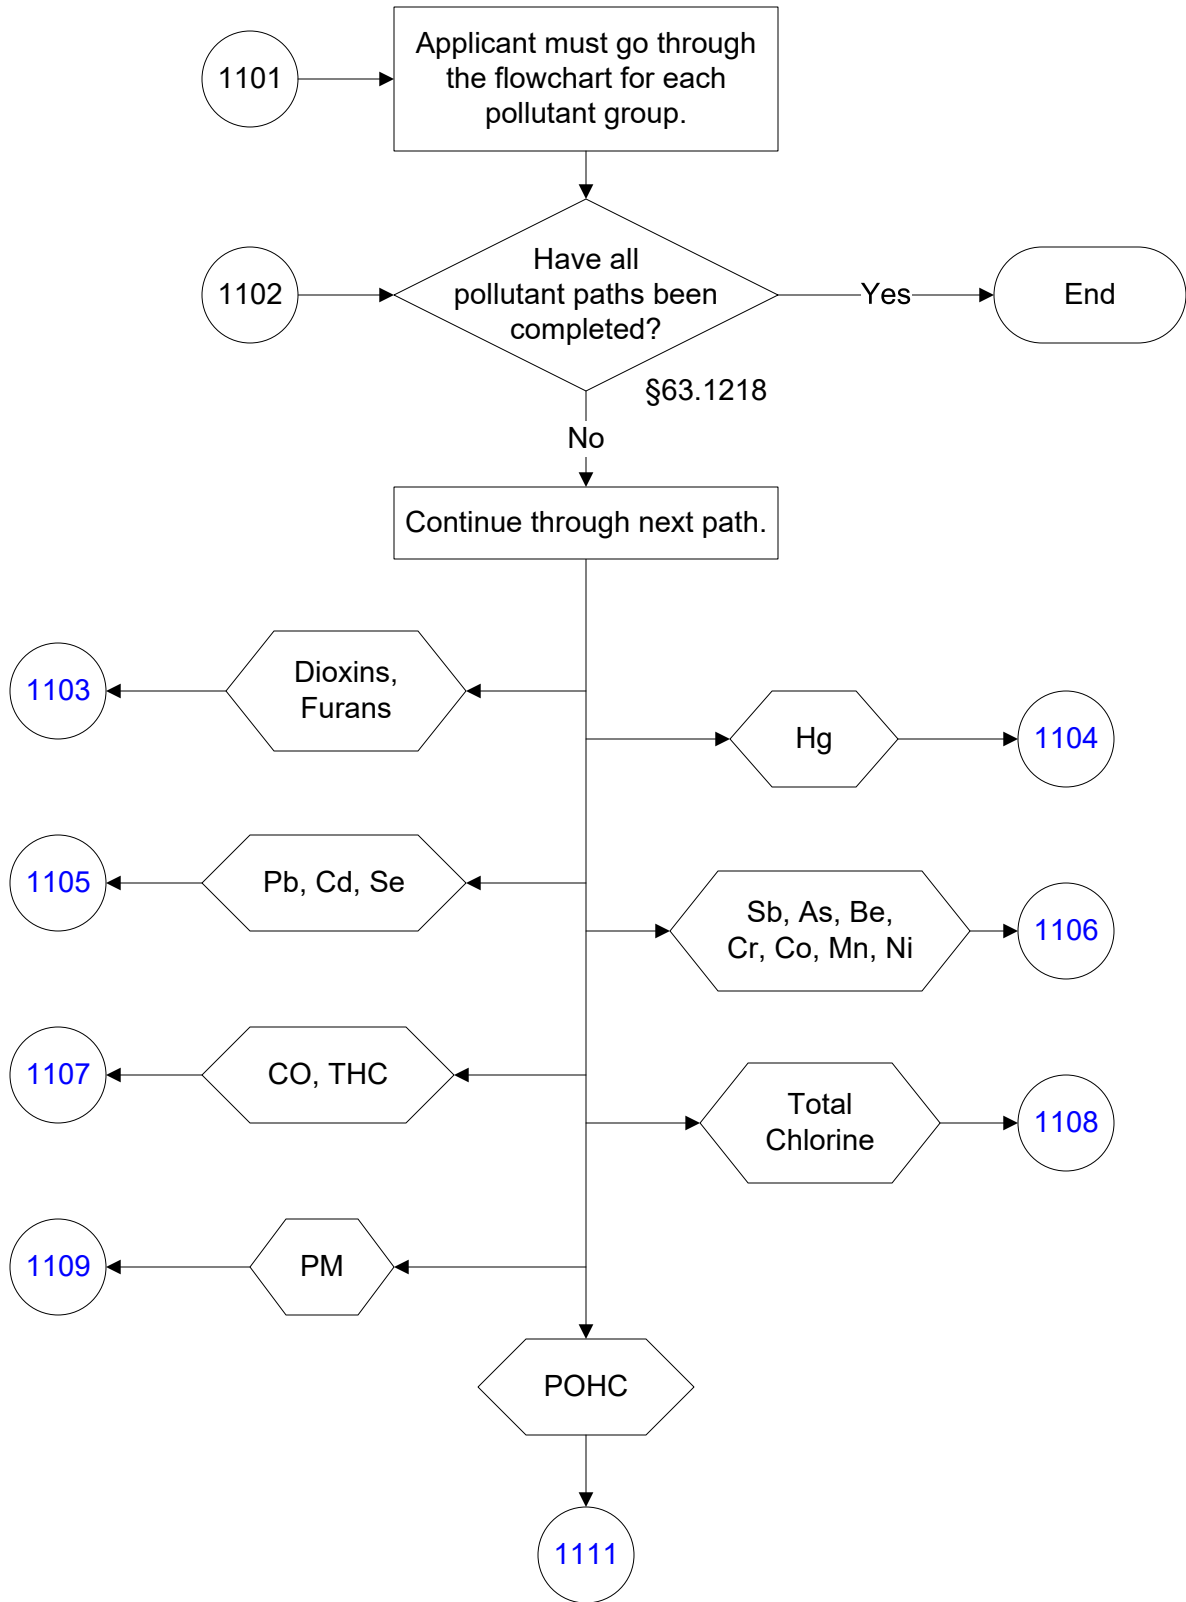 1101
Applicant must go through
the flowchart for each
pollutant group.
1102
Have all
pollutant paths been
completed?
Yes
End
§63.1218
No
Continue through next path.
1103
Dioxins,
Furans
Hg
1104
1105
Pb, Cd, Se
Sb, As, Be,
Cr, Co, Mn, Ni
1106
1107
CO, THC
Total
Chlorine
1108
1109
PM
POHC
1111